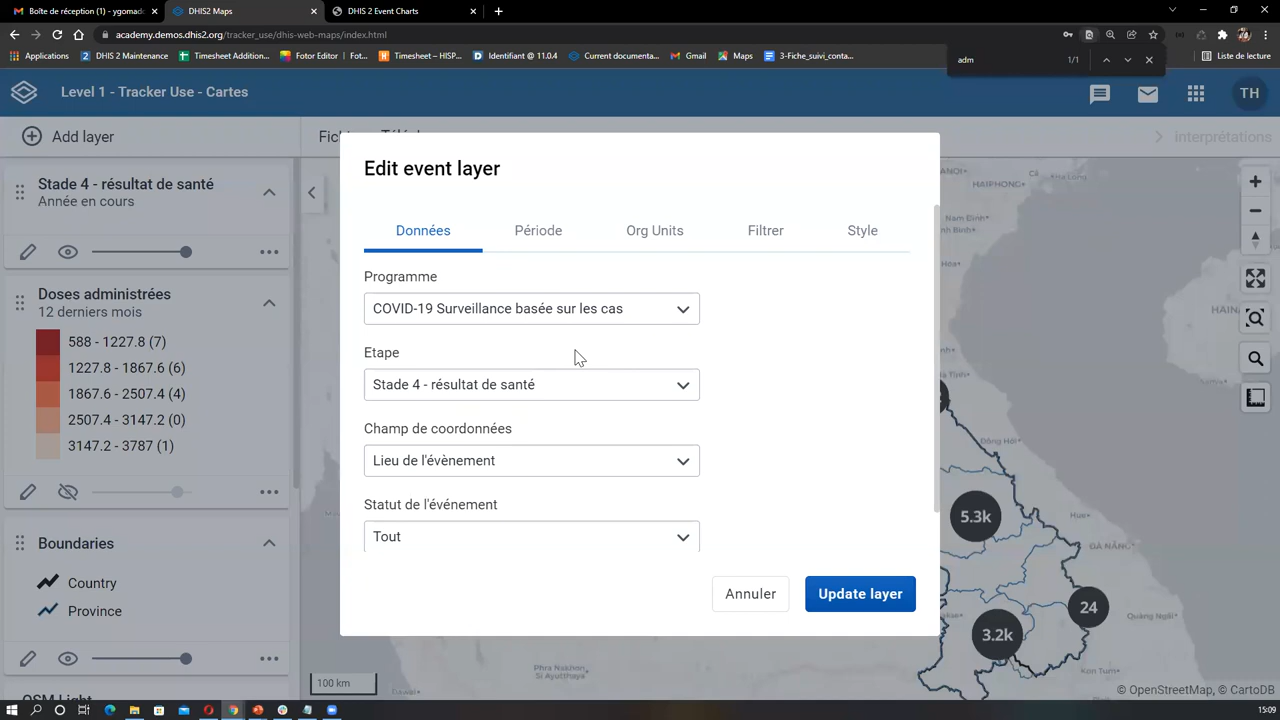 Boîte de réception (1) - ygomad
DHIS2 Maps
DHIS 2 Event Charts
academy.demos.dhis2.org/tracker_use/dhis-web-maps/index.html
Applications
DHIS 2 Maintenance
Timesheet Addition...
Fotor Editor | Fot...
Timesheet – HISP...
Identifiant @ 11.0.4
Current documenta...
Gmail
Maps
3-Fiche_suivi_conta...
Liste de lecture
adm
1/1
Level 1 - Tracker Use - Cartes
TH
Add layer
Interprétations
Stade 4 - résultat de santé
Année en cours
Doses administrées
12 derniers mois
588 - 1227.8 (7)
1227.8 - 1867.6 (6)
1867.6 - 2507.4 (4)
2507.4 - 3147.2 (0)
3147.2 - 3787 (1)
Boundaries
Country
Province
OSM Light
Edit event layer
Données
Période
Org Units
Filtrer
Style
Programme
COVID-19 Surveillance basée sur les cas
Etape
Stade 4 - résultat de santé
Champ de coordonnées
Lieu de l'évènement
Statut de l'événement
Tout
Annuler
Update layer
HAIPHONG
Nam Định
Đồng Hới
Hue
ĐÀ NẴNG
Quảng Ngãi
Kon Tum
Phra Nakhon
Si Ayutthaya
5.3k
24
3.2k
100 km
© OpenStreetMap, © CartoDB
15:09